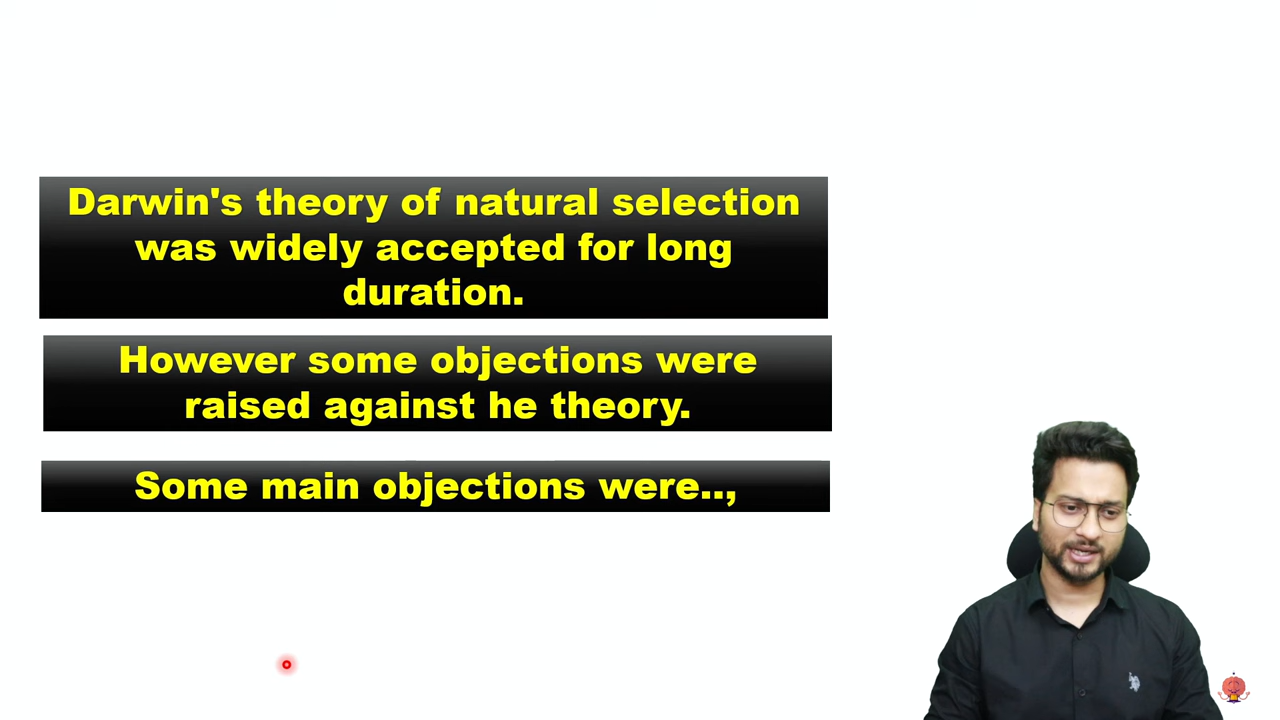 Darwin's theory of natural selection
was widely accepted for long
duration.
However some objections were
raised against he theory.
Some main objections were..,